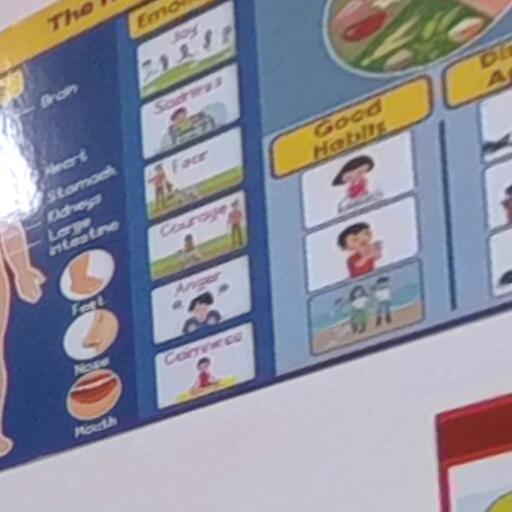 The
Emo
Joy
Sadness
Fear
Courage
Anger
Calmness
Brain
Heart
Stomach
Kidneys
Large
Intestine
Feet
Nose
Mouth
Good
Habits
Di
A